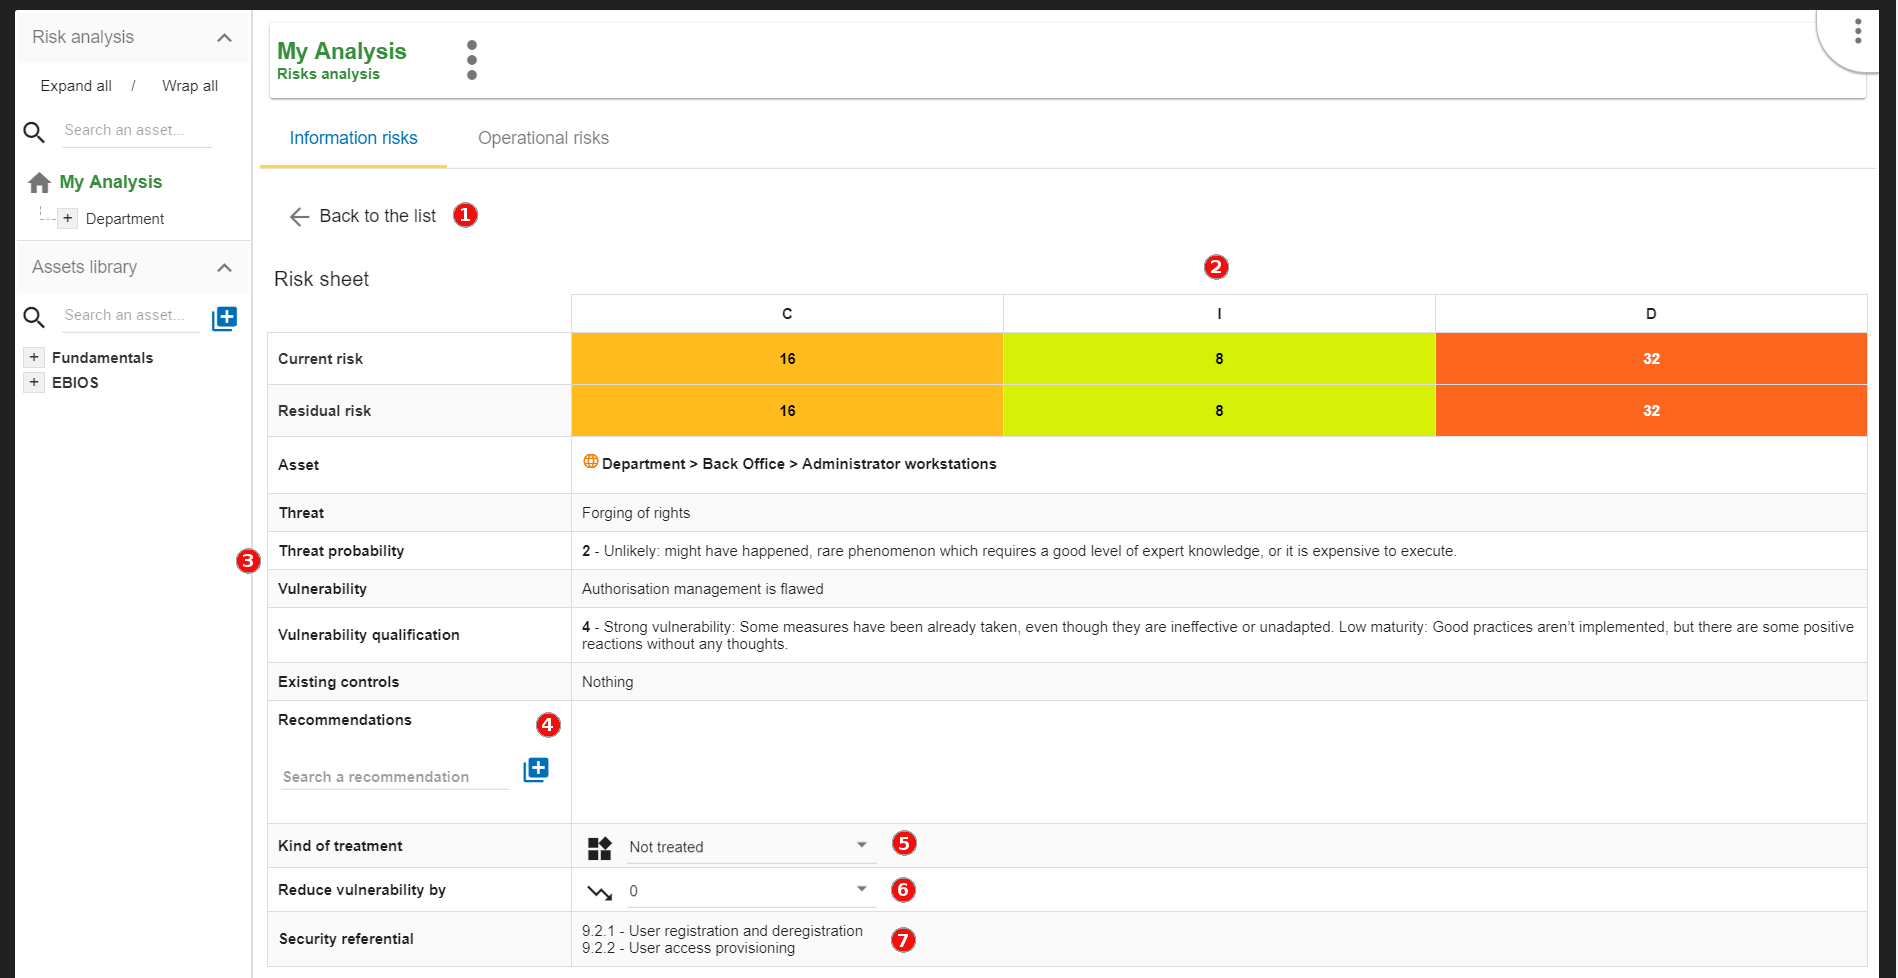 Risk analysis
Expand all / Wrap all
Search an asset...
My Analysis
+ Department
Assets library
Search an asset...
+ Fundamentals
+ EBIOS
My Analysis
Risks analysis
Information risks Operational risks
Back to the list 1
Risk sheet
2
C I D
Current risk 16 8 32
Residual risk 16 8 32
Asset Department > Back Office > Administrator workstations
Threat Forging of rights
3
Threat probability 2 - Unlikely: might have happened, rare phenomenon which requires a good level of expert knowledge, or it is expensive to execute.
Vulnerability Authorisation management is flawed
Vulnerability qualification 4 - Strong vulnerability: Some measures have been already taken, even though they are ineffective or unadapted. Low maturity: Good practices aren't implemented, but there are some positive
reactions without any thoughts.
Existing controls Nothing
Recommendations 4
Search a recommendation
Kind of treatment Not treated 5
Reduce vulnerability by 0 6
Security referential 9.2.1 - User registration and deregistration 7
9.2.2 - User access provisioning